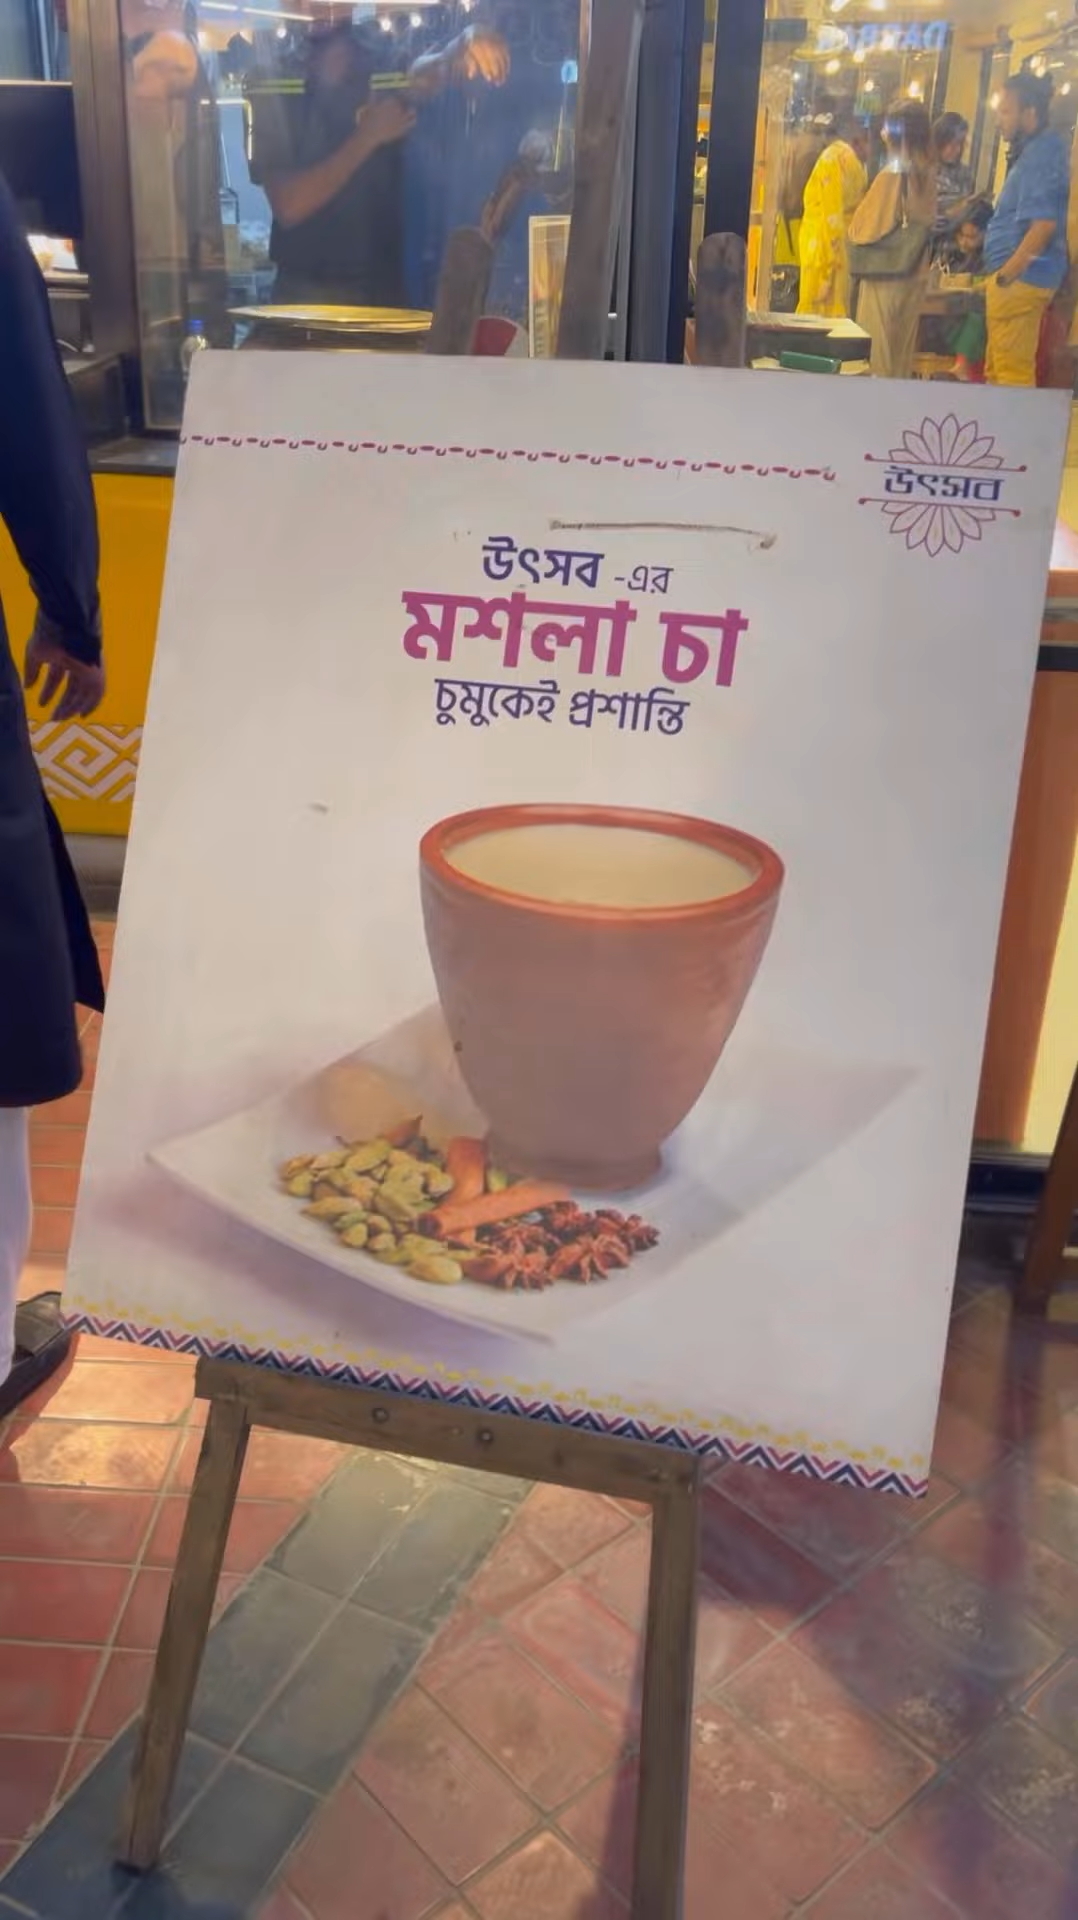 উৎসব
উৎসব -এর
মশলা চা
চুমুকেই প্রশান্তি